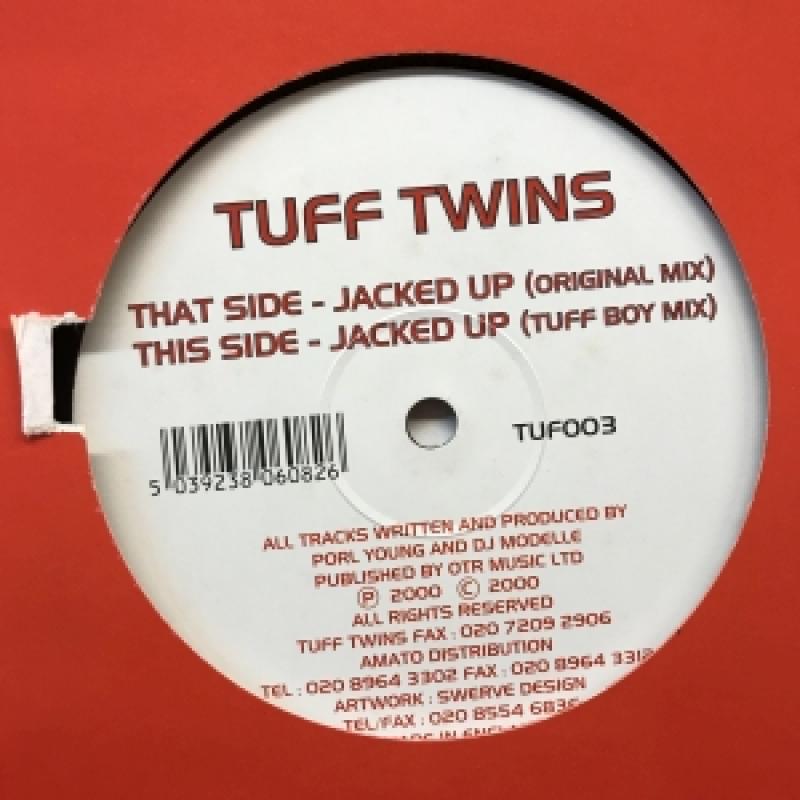 TUFF TWINS
THAT SIDE - JACKED UP (ORIGINAL MIX)
THIS SIDE - JACKED UP (TUFF BOY MIX)
TUF003
5 039238 060826
ALL TRACKS WRITTEN AND PRODUCED BY
PORL YOUNG AND DJ MODELLE
PUBLISHED BY OTR MUSIC LTD
℗ 2000 © 2000
ALL RIGHTS RESERVED
TUFF TWINS FAX : 020 7209 2906
AMATO DISTRIBUTION
TEL : 020 8964 3302 FAX : 020 8964 3312
ARTWORK : SWERVE DESIGN
TEL/FAX : 020 8554 6836
IN